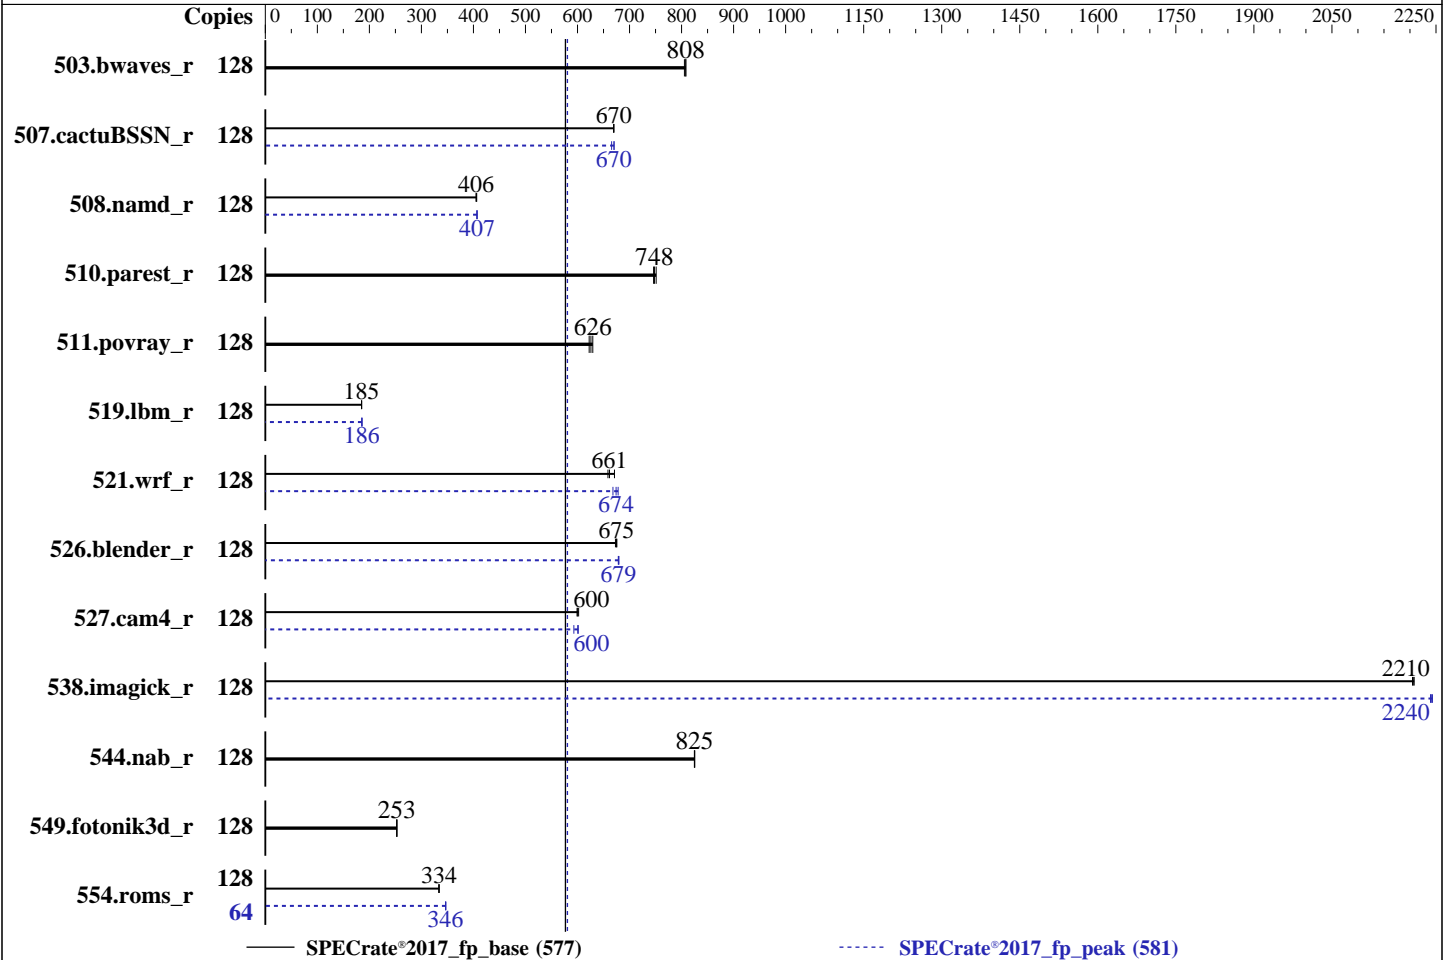 Copies 0 100 200 300 400 500 600 700 800 900 1000 1150 1300 1450 1600 1750 1900 2050 2250
503.bwaves_r 128 808
507.cactuBSSN_r 128 670
670
508.namd_r 128 406
407
510.parest_r 128 748
511.povray_r 128 626
519.lbm_r 128 185
186
521.wrf_r 128 661
674
526.blender_r 128 675
679
527.cam4_r 128 600
600
538.imagick_r 128 2210
2240
544.nab_r 128 825
549.fotonik3d_r 128 253
554.roms_r 128 334
64 346
SPECrate®2017_fp_base (577) SPECrate®2017_fp_peak (581)